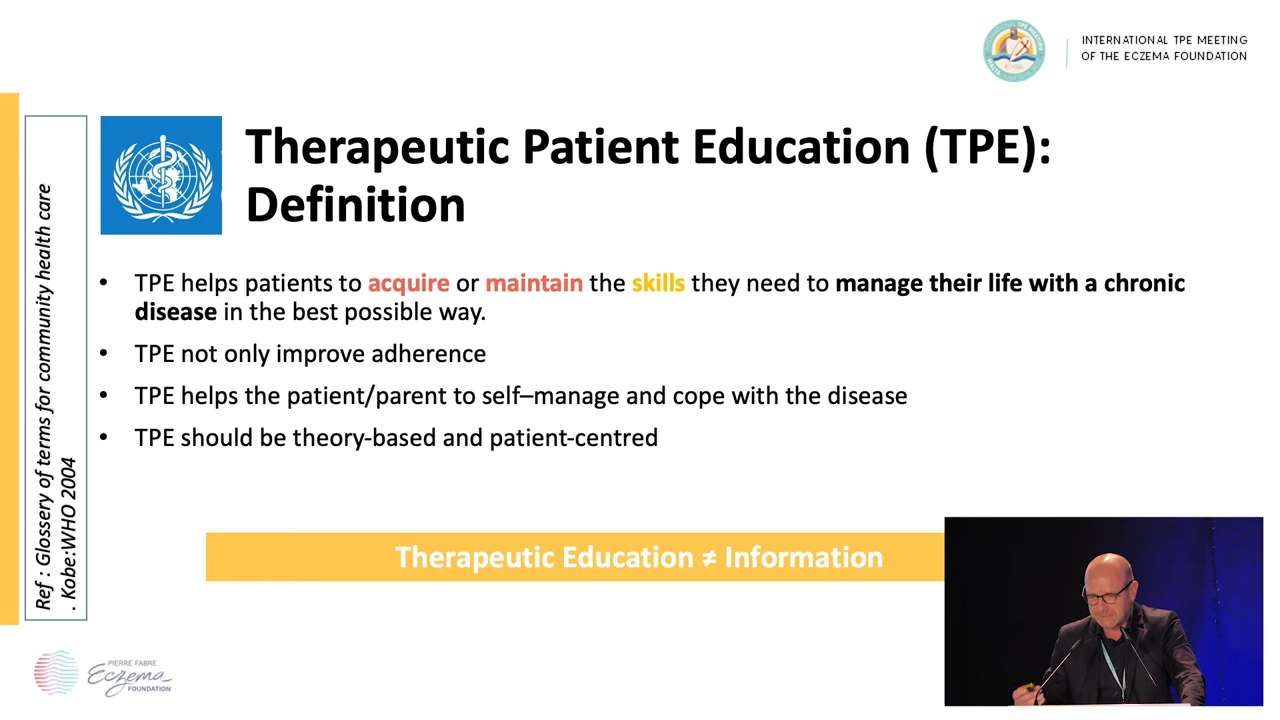 INTERNATIONAL TPE MEETING
OF THE ECZEMA FOUNDATION
Therapeutic Patient Education (TPE):
Definition
Ref : Glossery of terms for community health care
. Kobe:WHO 2004
• TPE helps patients to acquire or maintain the skills they need to manage their life with a chronic
disease in the best possible way.
• TPE not only improve adherence
• TPE helps the patient/parent to self–manage and cope with the disease
• TPE should be theory-based and patient-centred
Therapeutic Education ≠ Information
PIERRE FABRE
Eczema
FOUNDATION